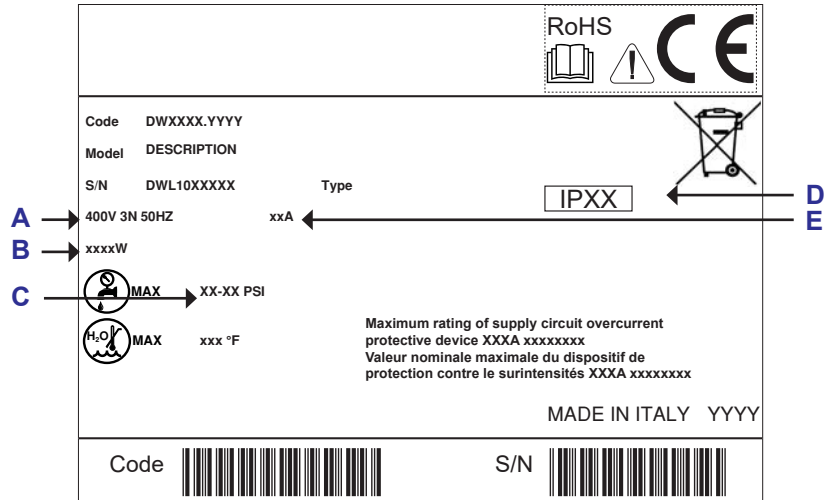 RoHS
CE
Code DWXXXX.YYYY
Model DESCRIPTION
S/N DWL10XXXXX Type
IPXX
D
A 400V 3N 50HZ xxA E
B xxxxW
C MAX XX-XX PSI
H₂O MAX xxx °F
Maximum rating of supply circuit overcurrent
protective device XXXA xxxxxxxx
Valeur nominale maximale du dispositif de
protection contre le surintensités XXXA xxxxxxxx
MADE IN ITALY YYYY
Code S/N